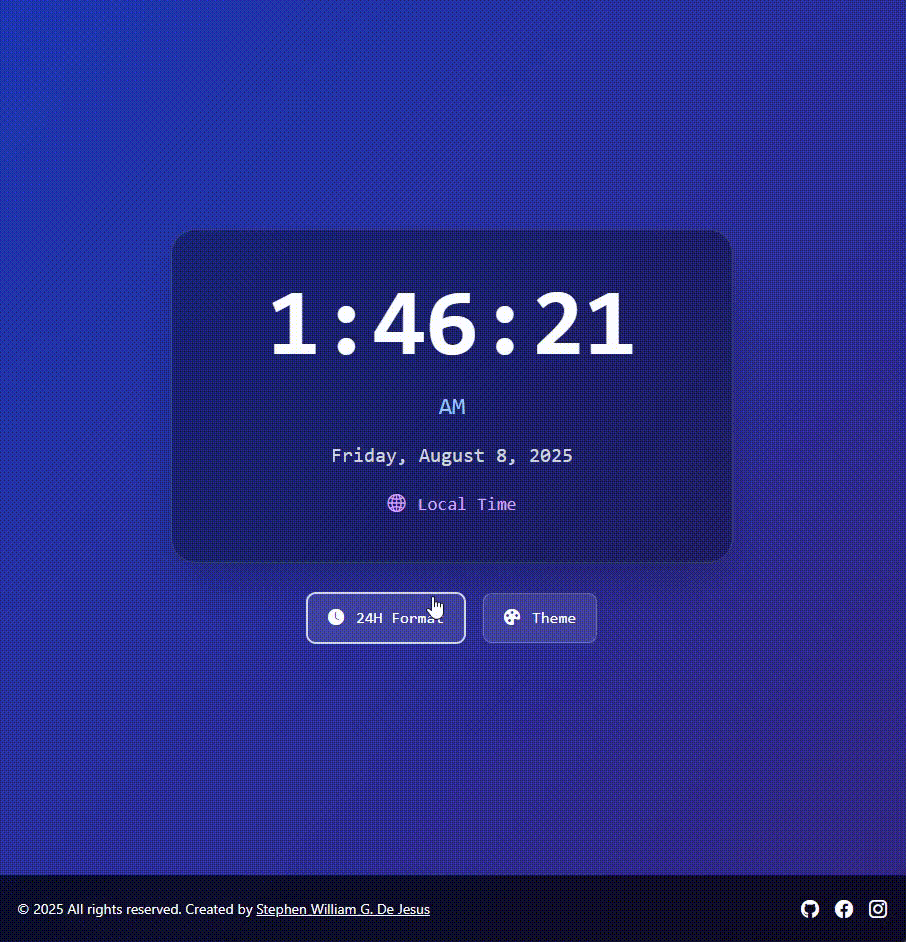 1:46:21
AM
Friday, August 8, 2025
Local Time
24H Format
Theme
© 2025 All rights reserved. Created by Stephen William G. De Jesus